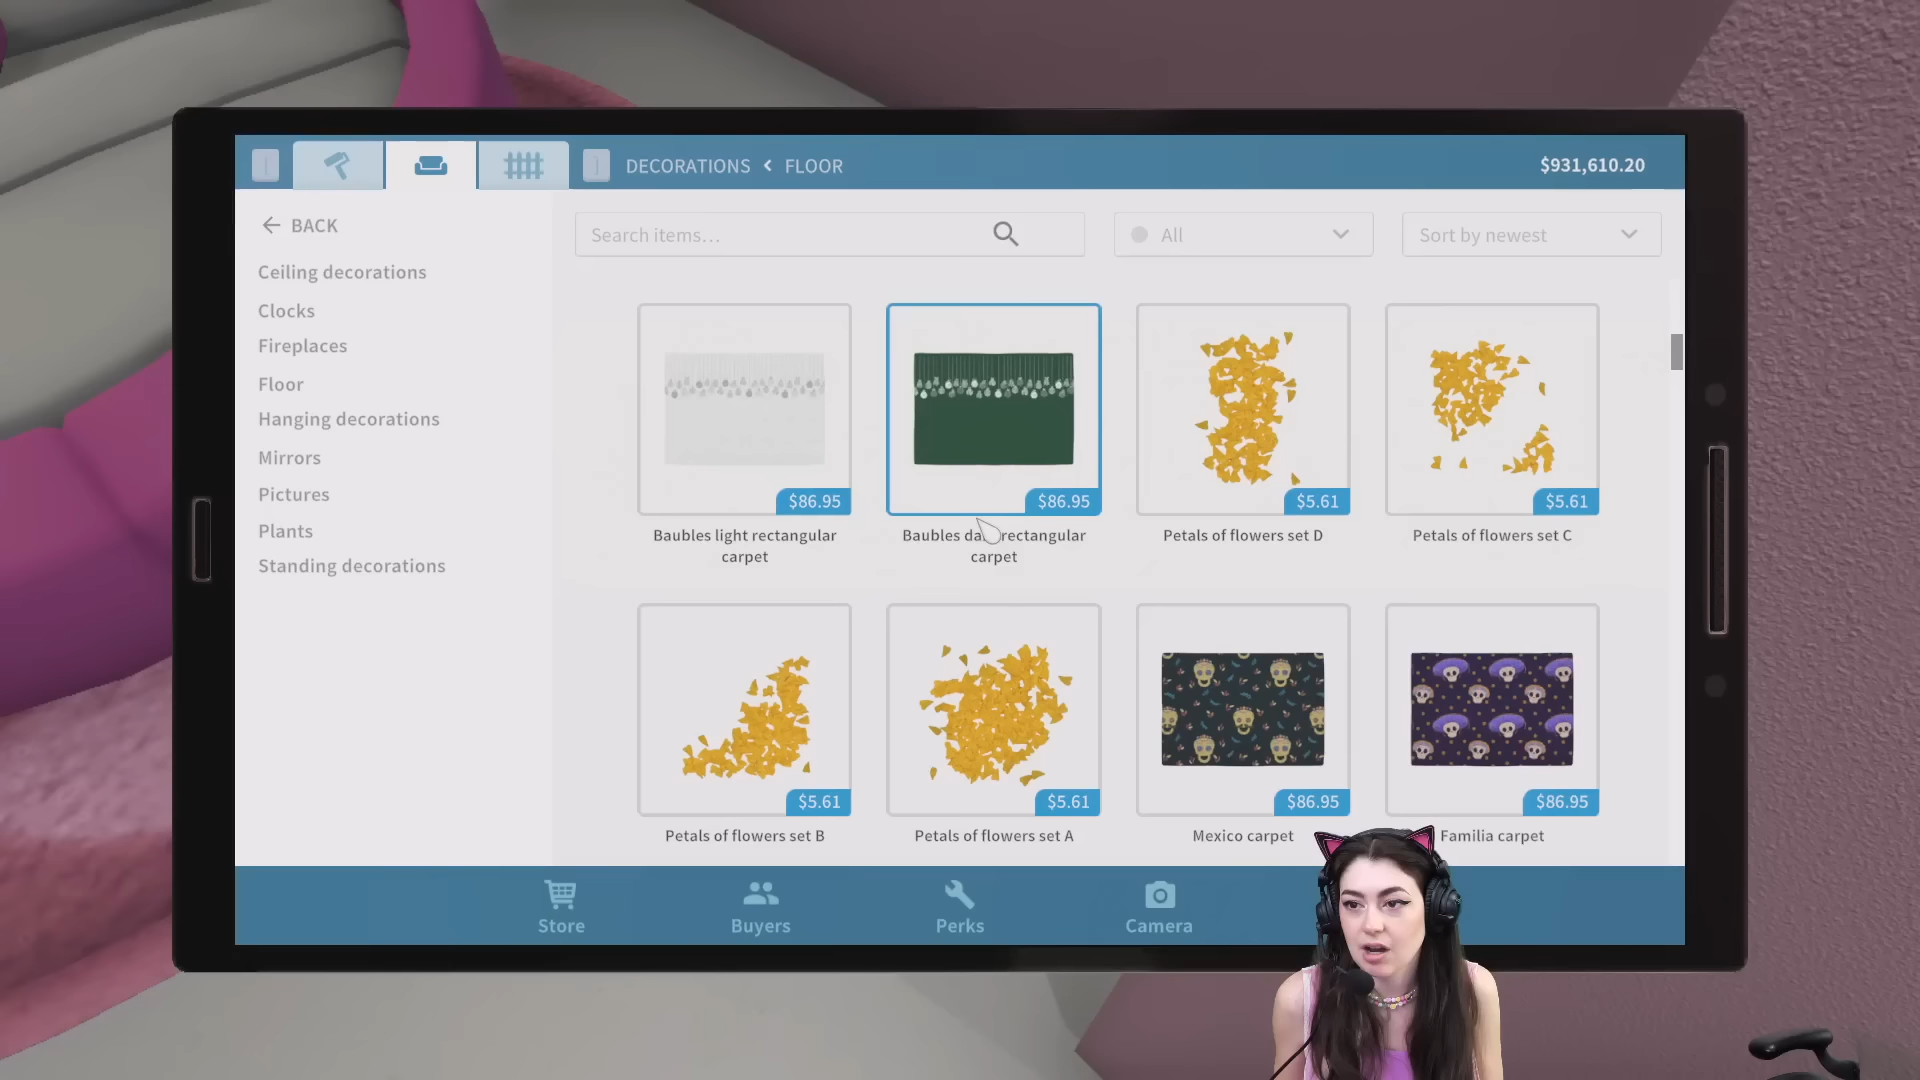 DECORATIONS < FLOOR
$931,610.20
BACK
Ceiling decorations
Clocks
Fireplaces
Floor
Hanging decorations
Mirrors
Pictures
Plants
Standing decorations
Search items...
All
Sort by newest
$86.95
Baubles light rectangular
carpet
$86.95
Baubles da rectangular
carpet
$5.61
Petals of flowers set D
$5.61
Petals of flowers set C
$5.61
Petals of flowers set B
$5.61
Petals of flowers set A
$86.95
Mexico carpet
$86.95
Familia carpet
Store
Buyers
Perks
Camera